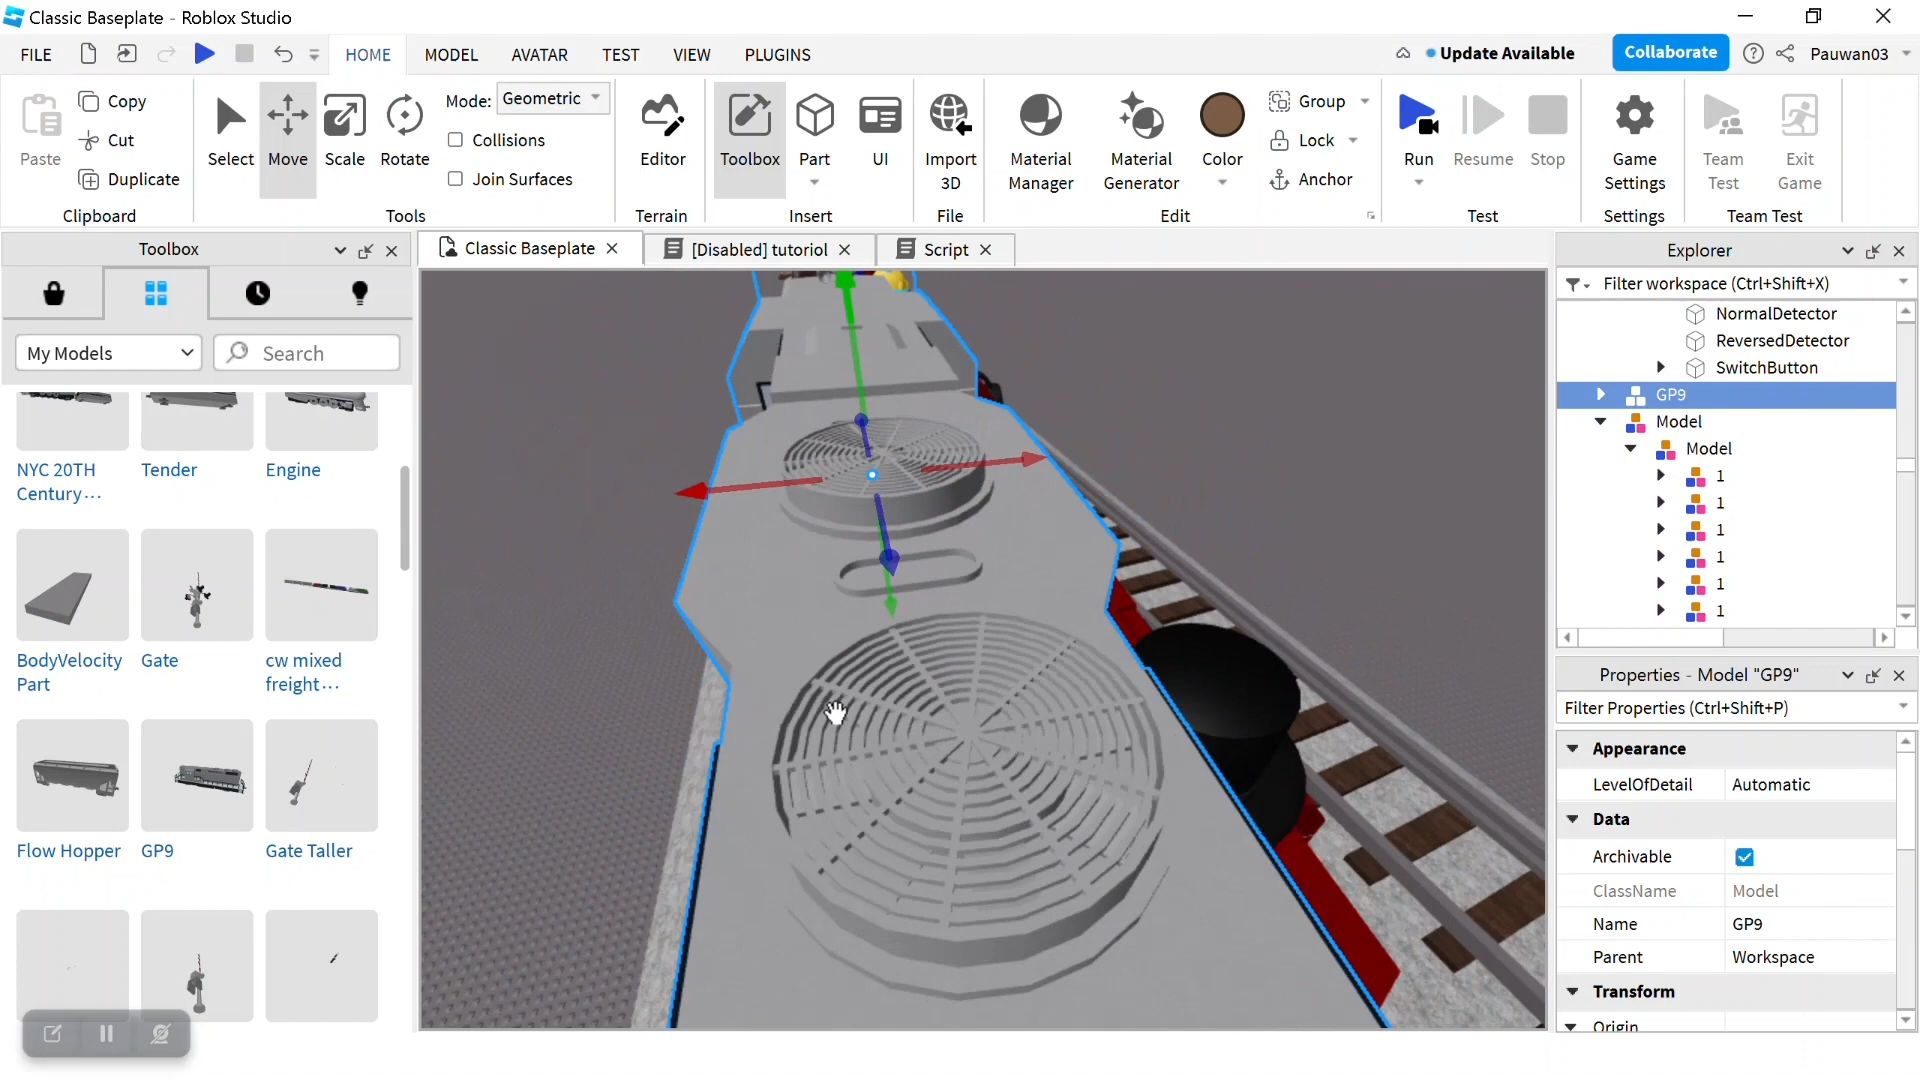 Classic Baseplate - Roblox Studio
FILE HOME MODEL AVATAR TEST VIEW PLUGINS Update Available Collaborate Pauwan03
Paste Copy Cut Duplicate Clipboard
Select Move Scale Rotate Mode: Geometric Collisions Join Surfaces Tools
Editor Terrain
Toolbox Part UI Insert
Import 3D File
Material Manager Material Generator Color Group Lock Anchor Edit
Run Resume Stop Test
Game Settings Settings
Team Test Exit Game Team Test
Toolbox
My Models Search
NYC 20TH Century... Tender Engine
BodyVelocity Part Gate cw mixed freight...
Flow Hopper GP9 Gate Taller
Classic Baseplate [Disabled] tutoriol Script
Explorer
Filter workspace (Ctrl+Shift+X)
NormalDetector
ReversedDetector
SwitchButton
GP9
Model
Model
1
1
1
1
1
1
Properties - Model "GP9"
Filter Properties (Ctrl+Shift+P)
Appearance
LevelOfDetail Automatic
Data
Archivable
ClassName Model
Name GP9
Parent Workspace
Transform
Origin